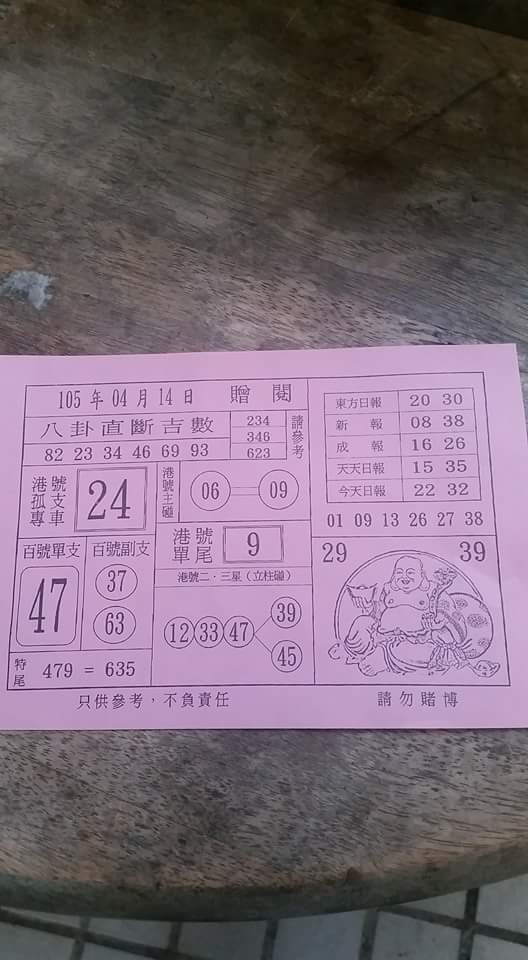 105年04月14日 贈閱
八卦直斷吉數
82 23 34 46 69 93
234
346
623
請參考
港號
孤支
專車
24
港號主碰
06 09
百號單支
47
百號副支
37
63
港號
單尾
9
港號二‧三星(立柱碰)
12 33 47
39
45
特尾
479 = 635
東方日報 20 30
新報 08 38
成報 16 26
天天日報 15 35
今天日報 22 32
01 09 13 26 27 38
29 39
只供參考,不負責任
請勿賭博